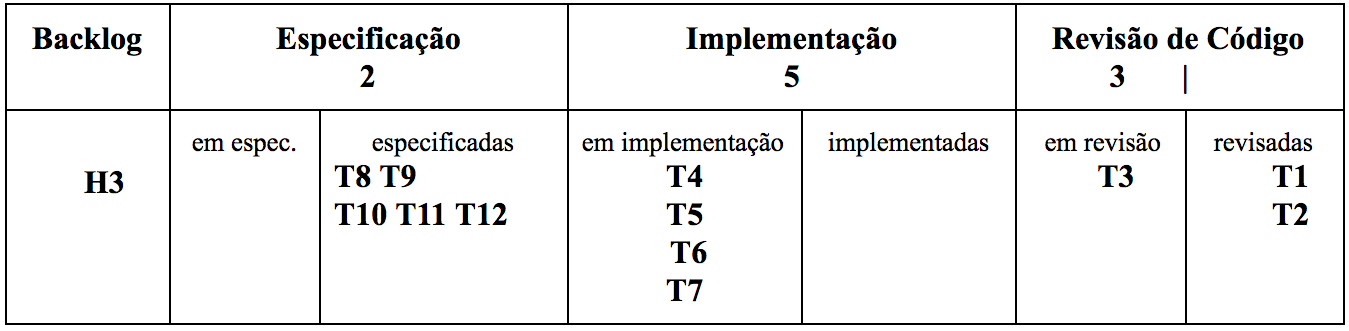 Backlog Especificação Implementação Revisão de Código
2 5 3 |
em espec. especificadas em implementação implementadas em revisão revisadas
H3 T8 T9 T4 T3 T1
T10 T11 T12 T5 T2
T6
T7